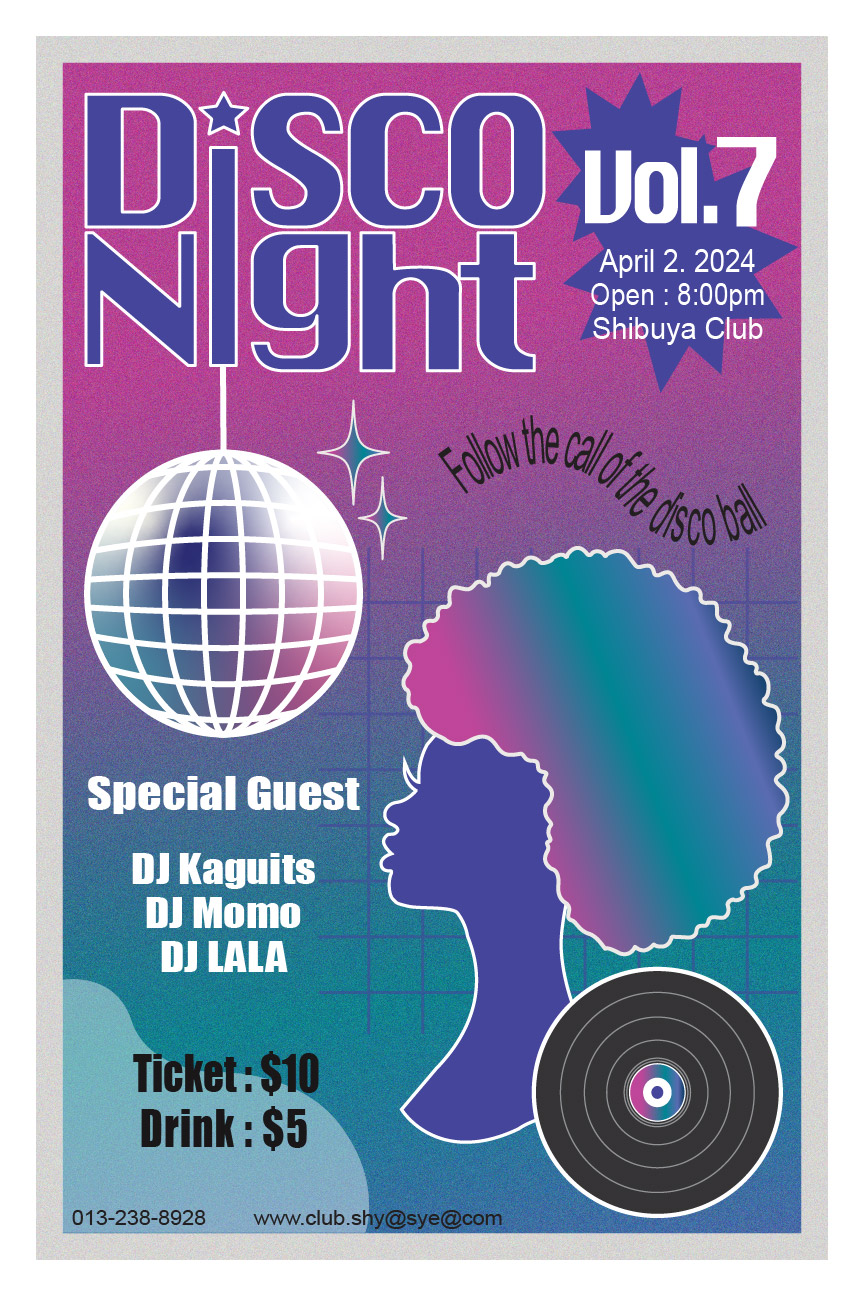 Disco
Night
Vol.7
April 2. 2024
Open : 8:00pm
Shibuya Club
Follow the call of the disco ball
Special Guest
DJ Kaguits
DJ Momo
DJ LALA
Ticket : $10
Drink : $5
013-238-8928
www.club.shy@sye@com